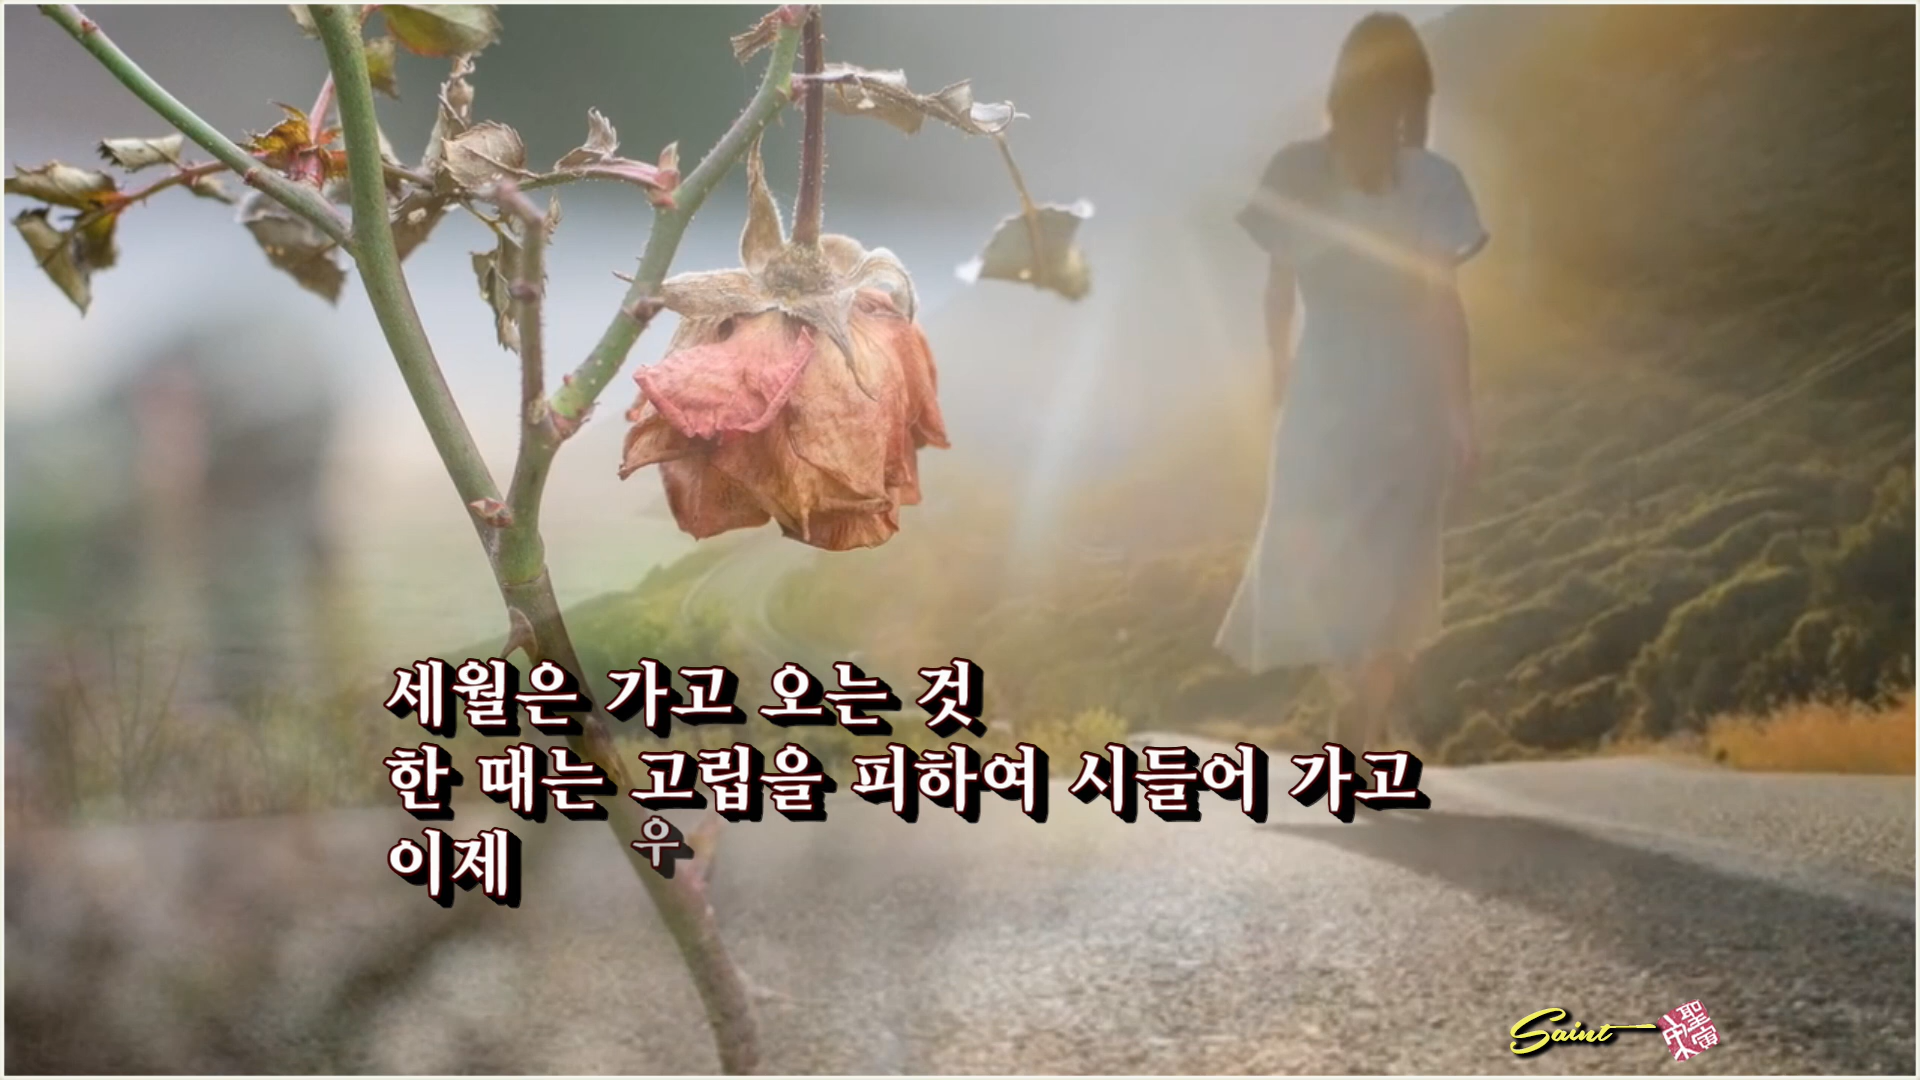 세월은 가고 오는 것
한 때는 고립을 피하여 시들어 가고
이제 우
Saint